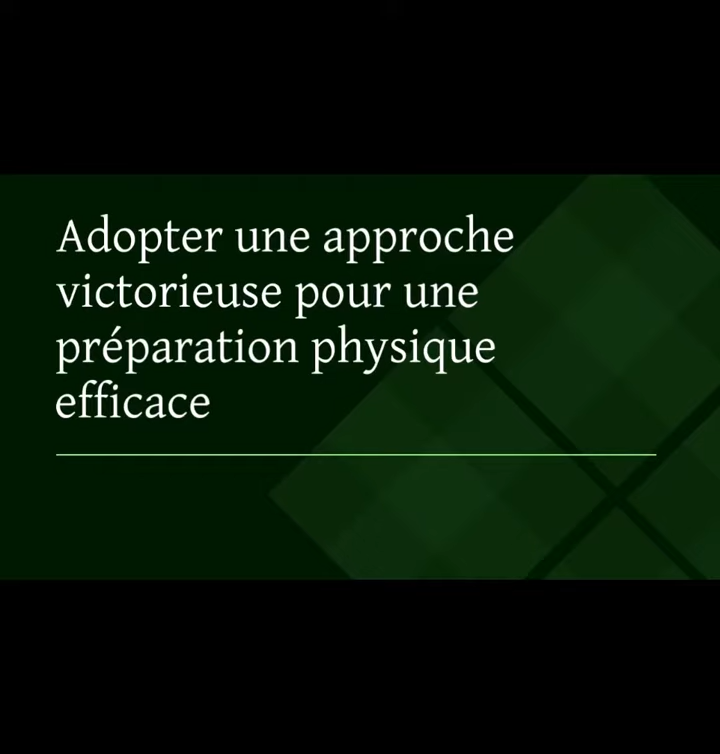 Adopter une approche
victorieuse pour une
préparation physique
efficace